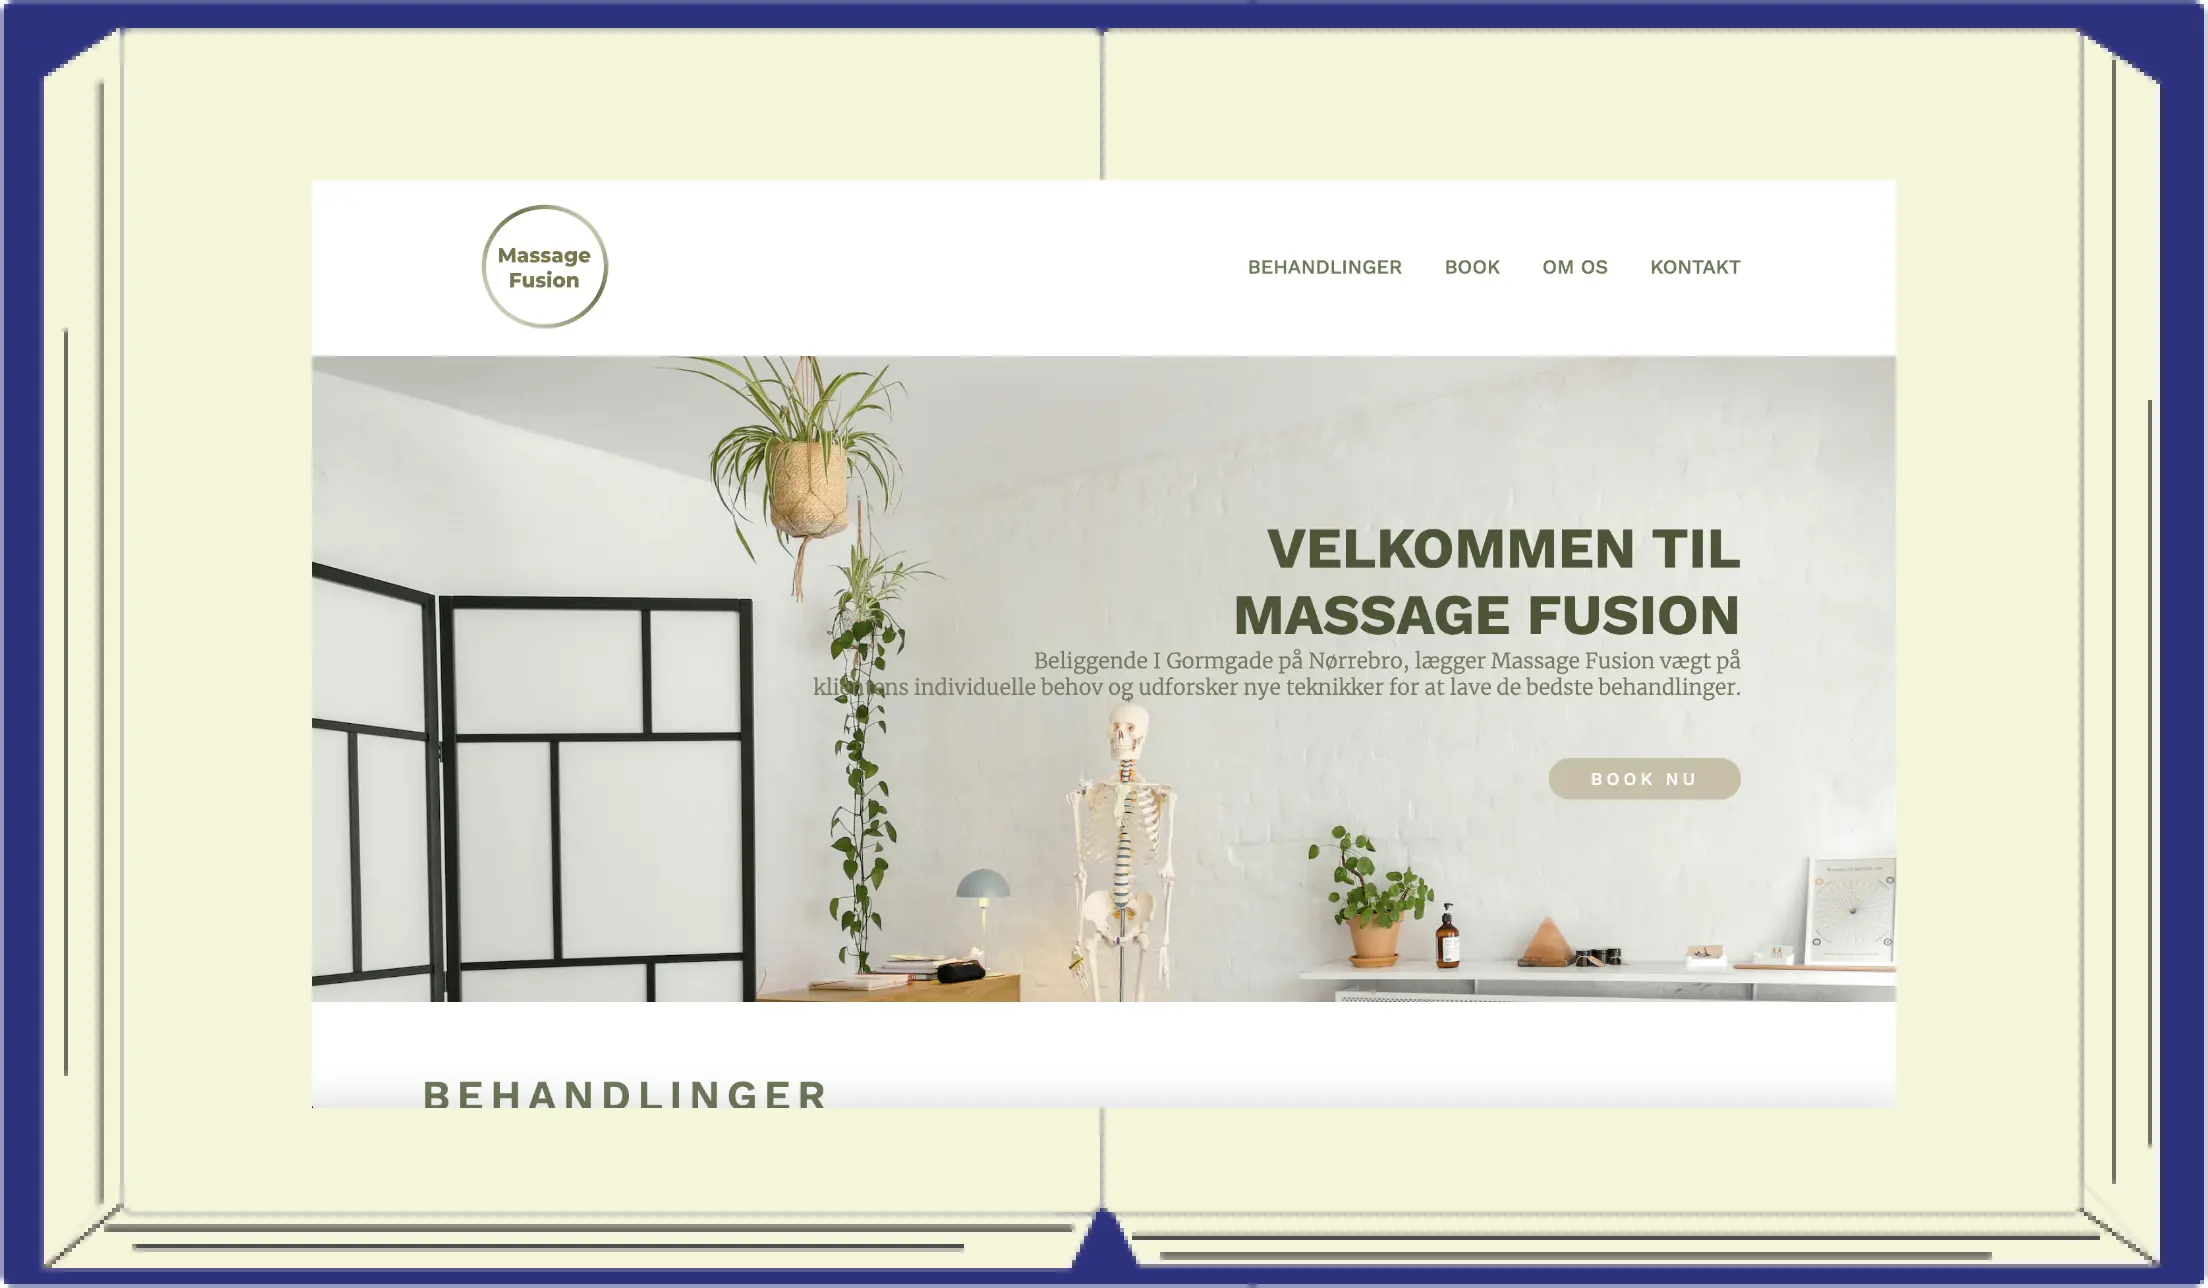 Massage
Fusion
BEHANDLINGER BOOK OM OS KONTAKT
VELKOMMEN TIL
MASSAGE FUSION
Beliggende I Gormgade på Nørrebro, lægger Massage Fusion vægt på
klientens individuelle behov og udforsker nye teknikker for at lave de bedste behandlinger.
BOOK NU
BEHANDLINGER